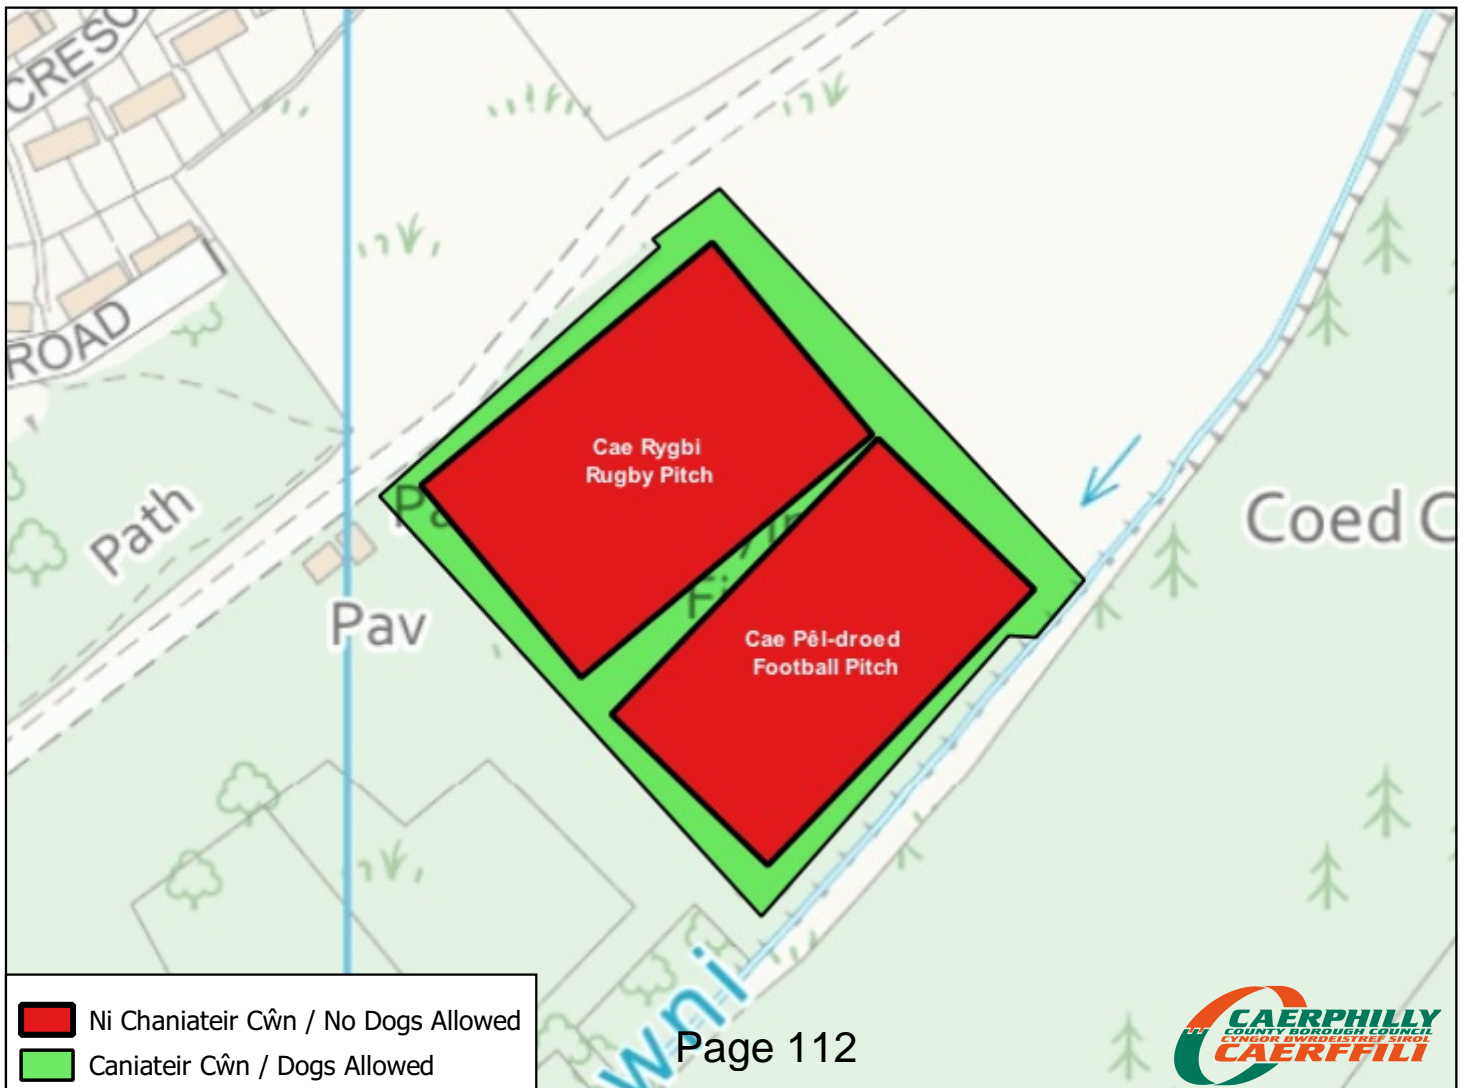 CRESC
ROAD
Path
Pav
Cae Rygbi
Rugby Pitch
Cae Pêl-droed
Football Pitch
Coed C
wni
Ni Chaniateir Cŵn / No Dogs Allowed
Caniateir Cŵn / Dogs Allowed
Page 112
CAERPHILLY
COUNTY BOROUGH COUNCIL
CYNGOR BWRDEISTREF SIROL
CAERFFILI